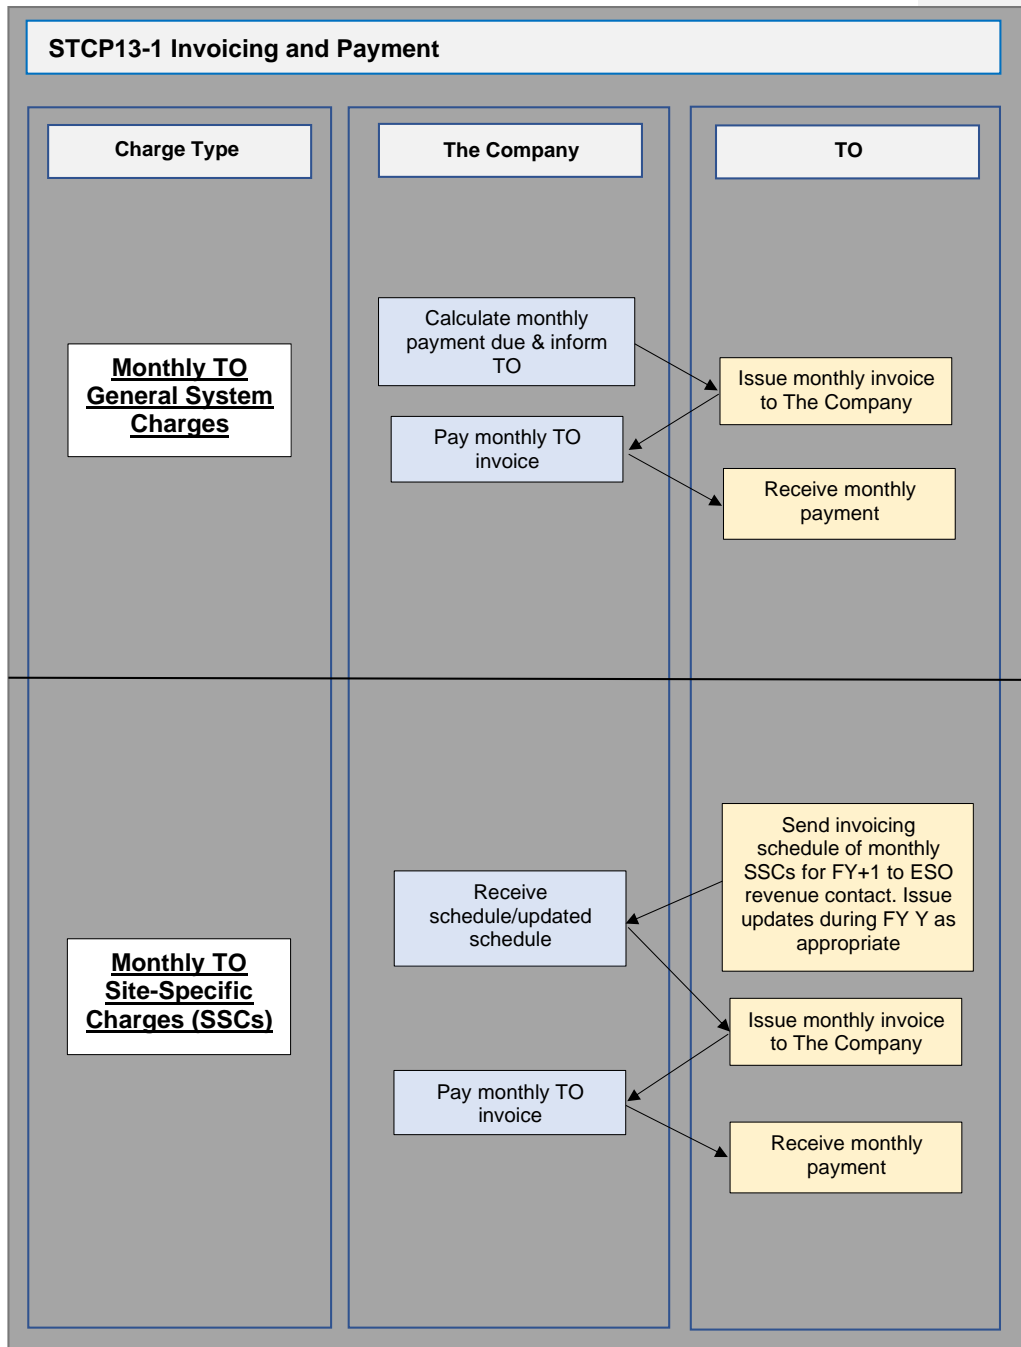 STCP13-1 Invoicing and Payment
Charge Type
The Company
TO
Monthly TO
General System
Charges
Calculate monthly
payment due & inform
TO
Issue monthly invoice
to The Company
Pay monthly TO
invoice
Receive monthly
payment
Monthly TO
Site-Specific
Charges (SSCs)
Send invoicing
schedule of monthly
SSCs for FY+1 to ESO
revenue contact. Issue
updates during FY Y as
appropriate
Receive
schedule/updated
schedule
Issue monthly invoice
to The Company
Pay monthly TO
invoice
Receive monthly
payment